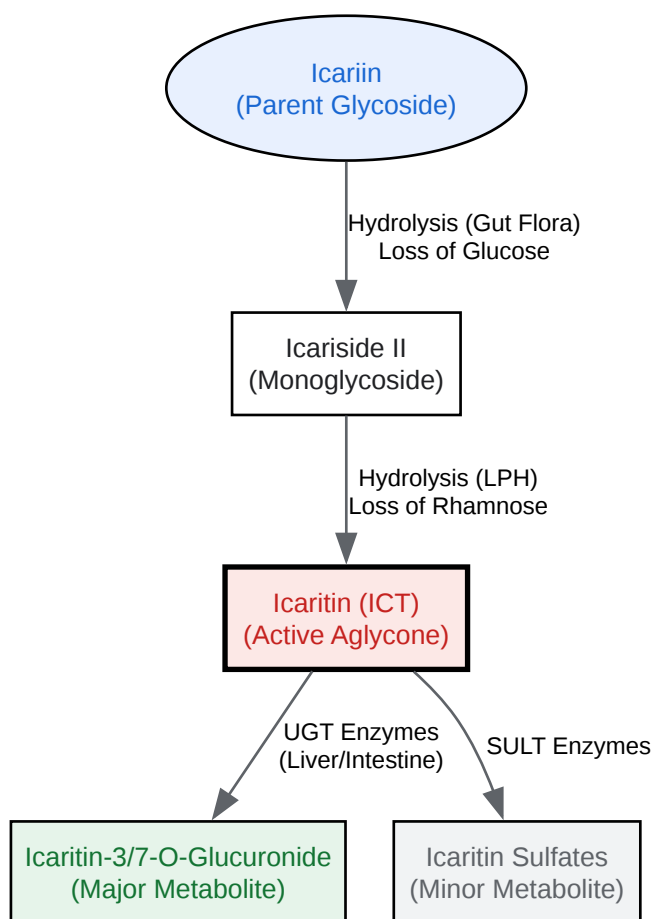 Icariin
(Parent Glycoside)
Hydrolysis (Gut Flora)
Loss of Glucose
Icariside II
(Monoglycoside)
Hydrolysis (LPH)
Loss of Rhamnose
Icaritin (ICT)
(Active Aglycone)
UGT Enzymes
(Liver/Intestine)
SULT Enzymes
Icaritin-3/7-O-Glucuronide
(Major Metabolite)
Icaritin Sulfates
(Minor Metabolite)